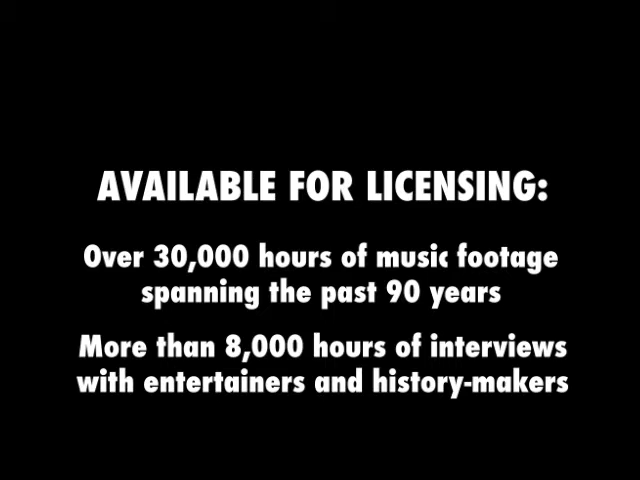 AVAILABLE FOR LICENSING:
Over 30,000 hours of music footage
spanning the past 90 years
More than 8,000 hours of interviews
with entertainers and history-makers